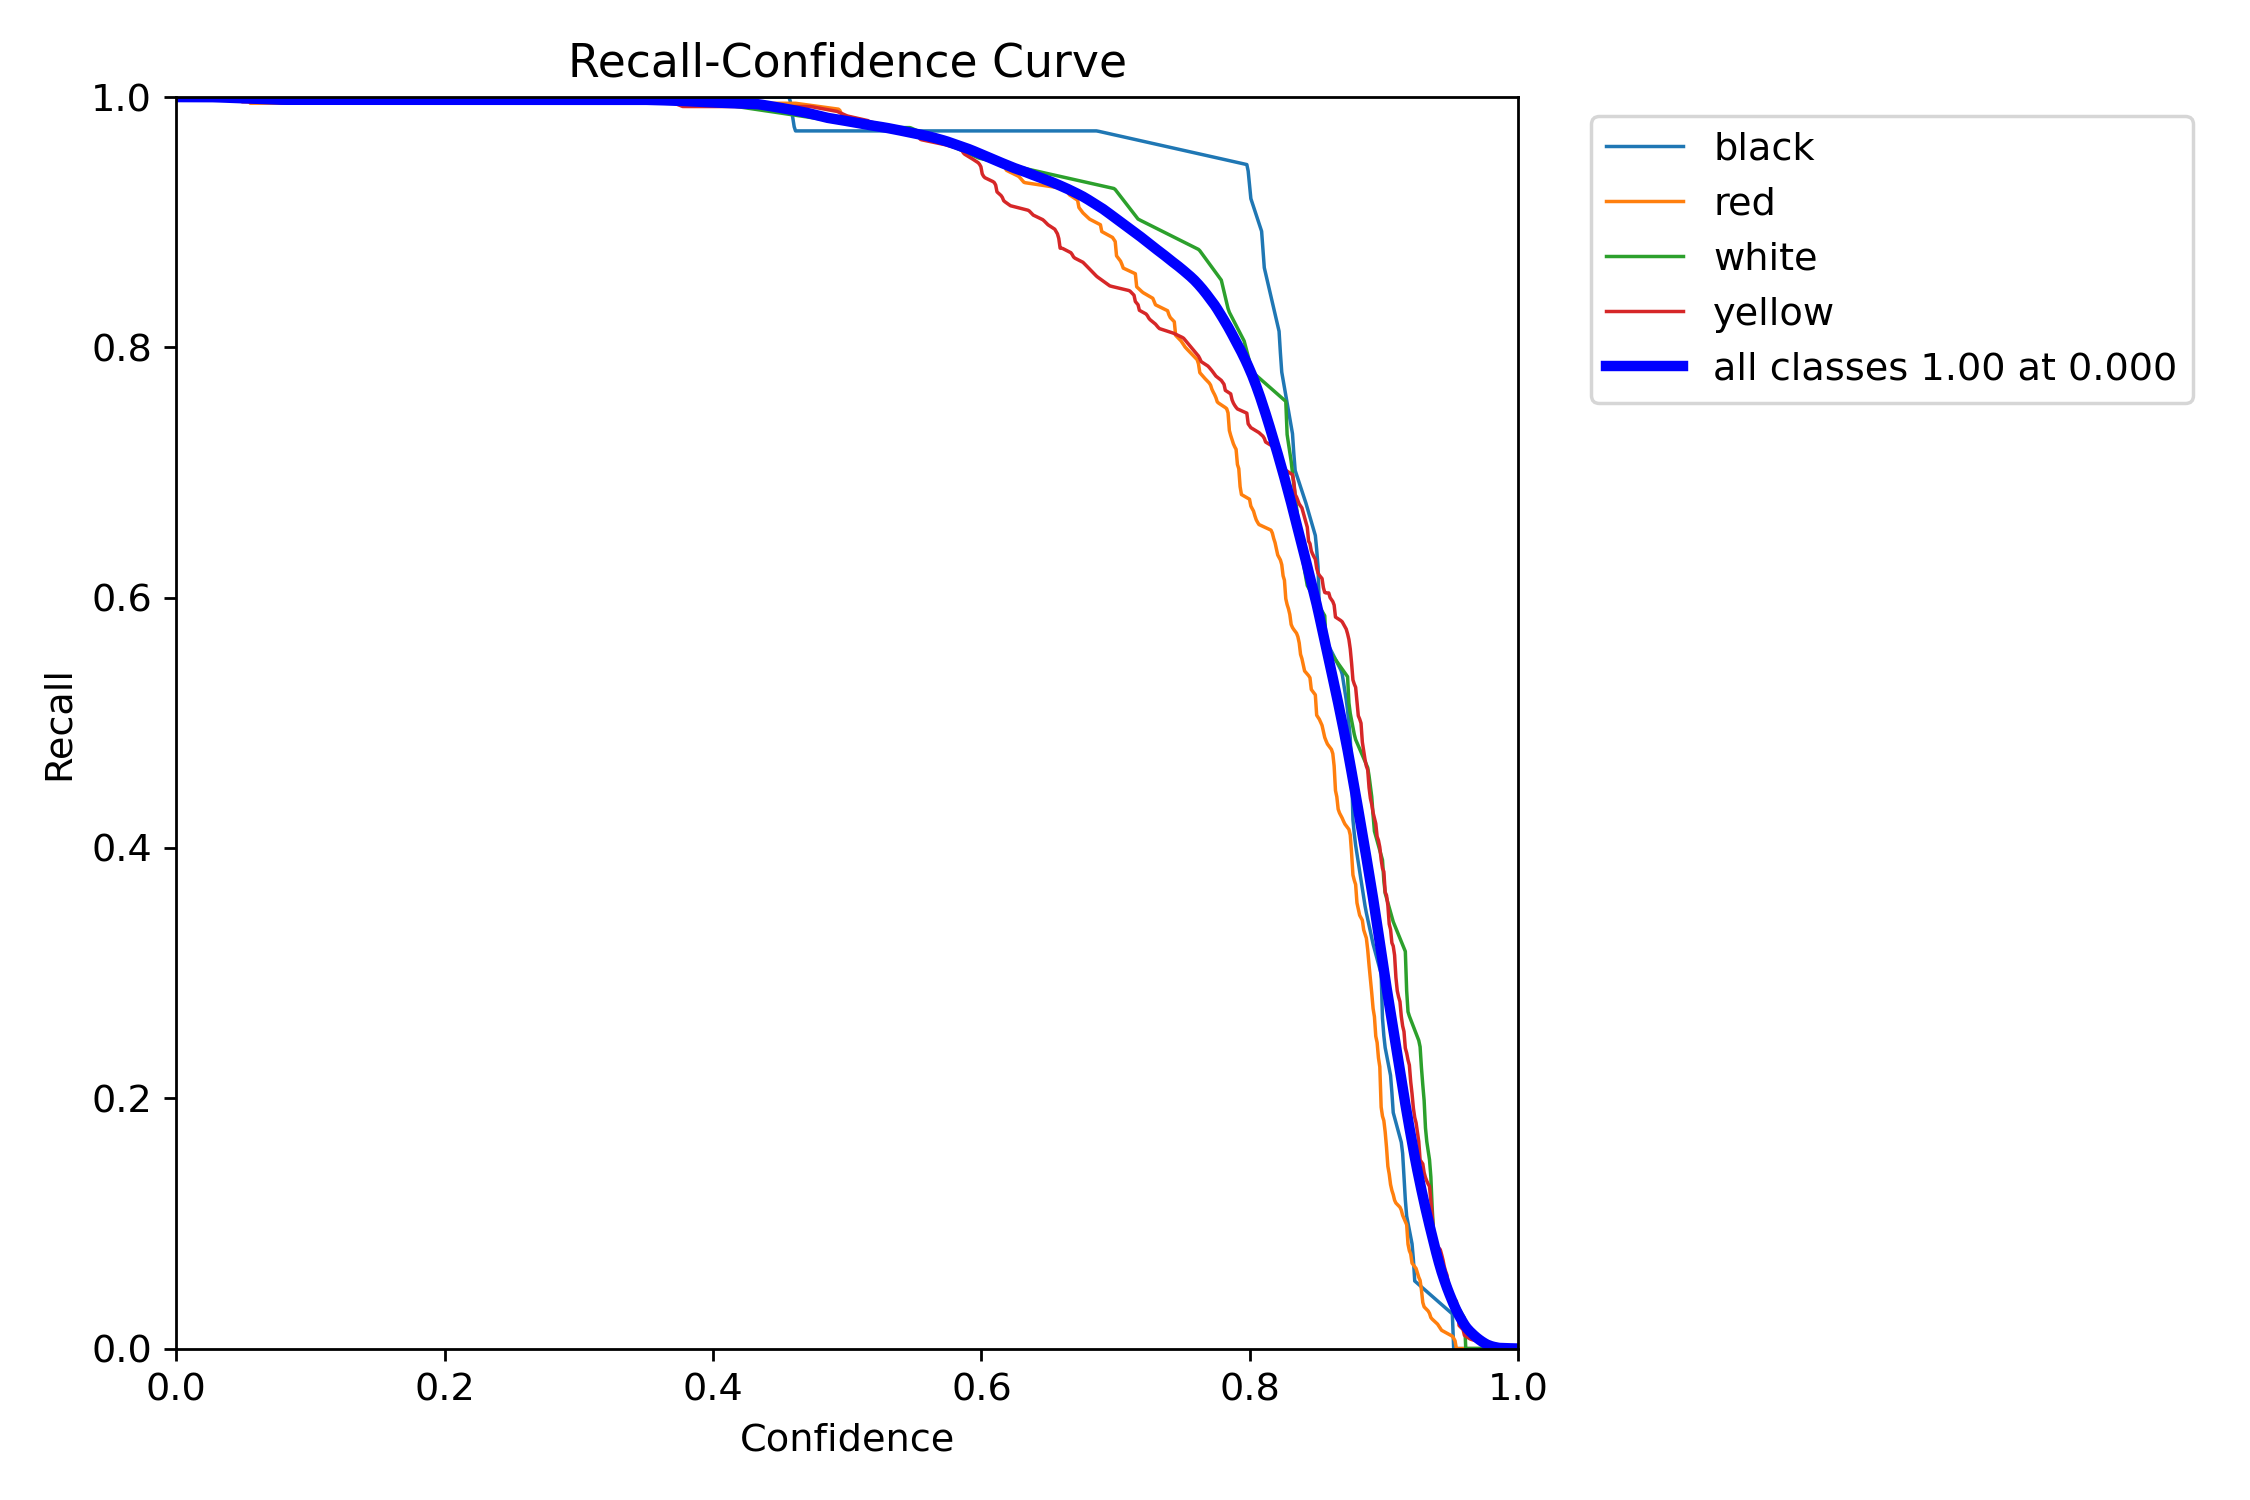 Recall-Confidence Curve
1.0
0.8
0.6
0.4
0.2
0.0
Recall
0.0 0.2 0.4 0.6 0.8 1.0
Confidence
black
red
white
yellow
all classes 1.00 at 0.000